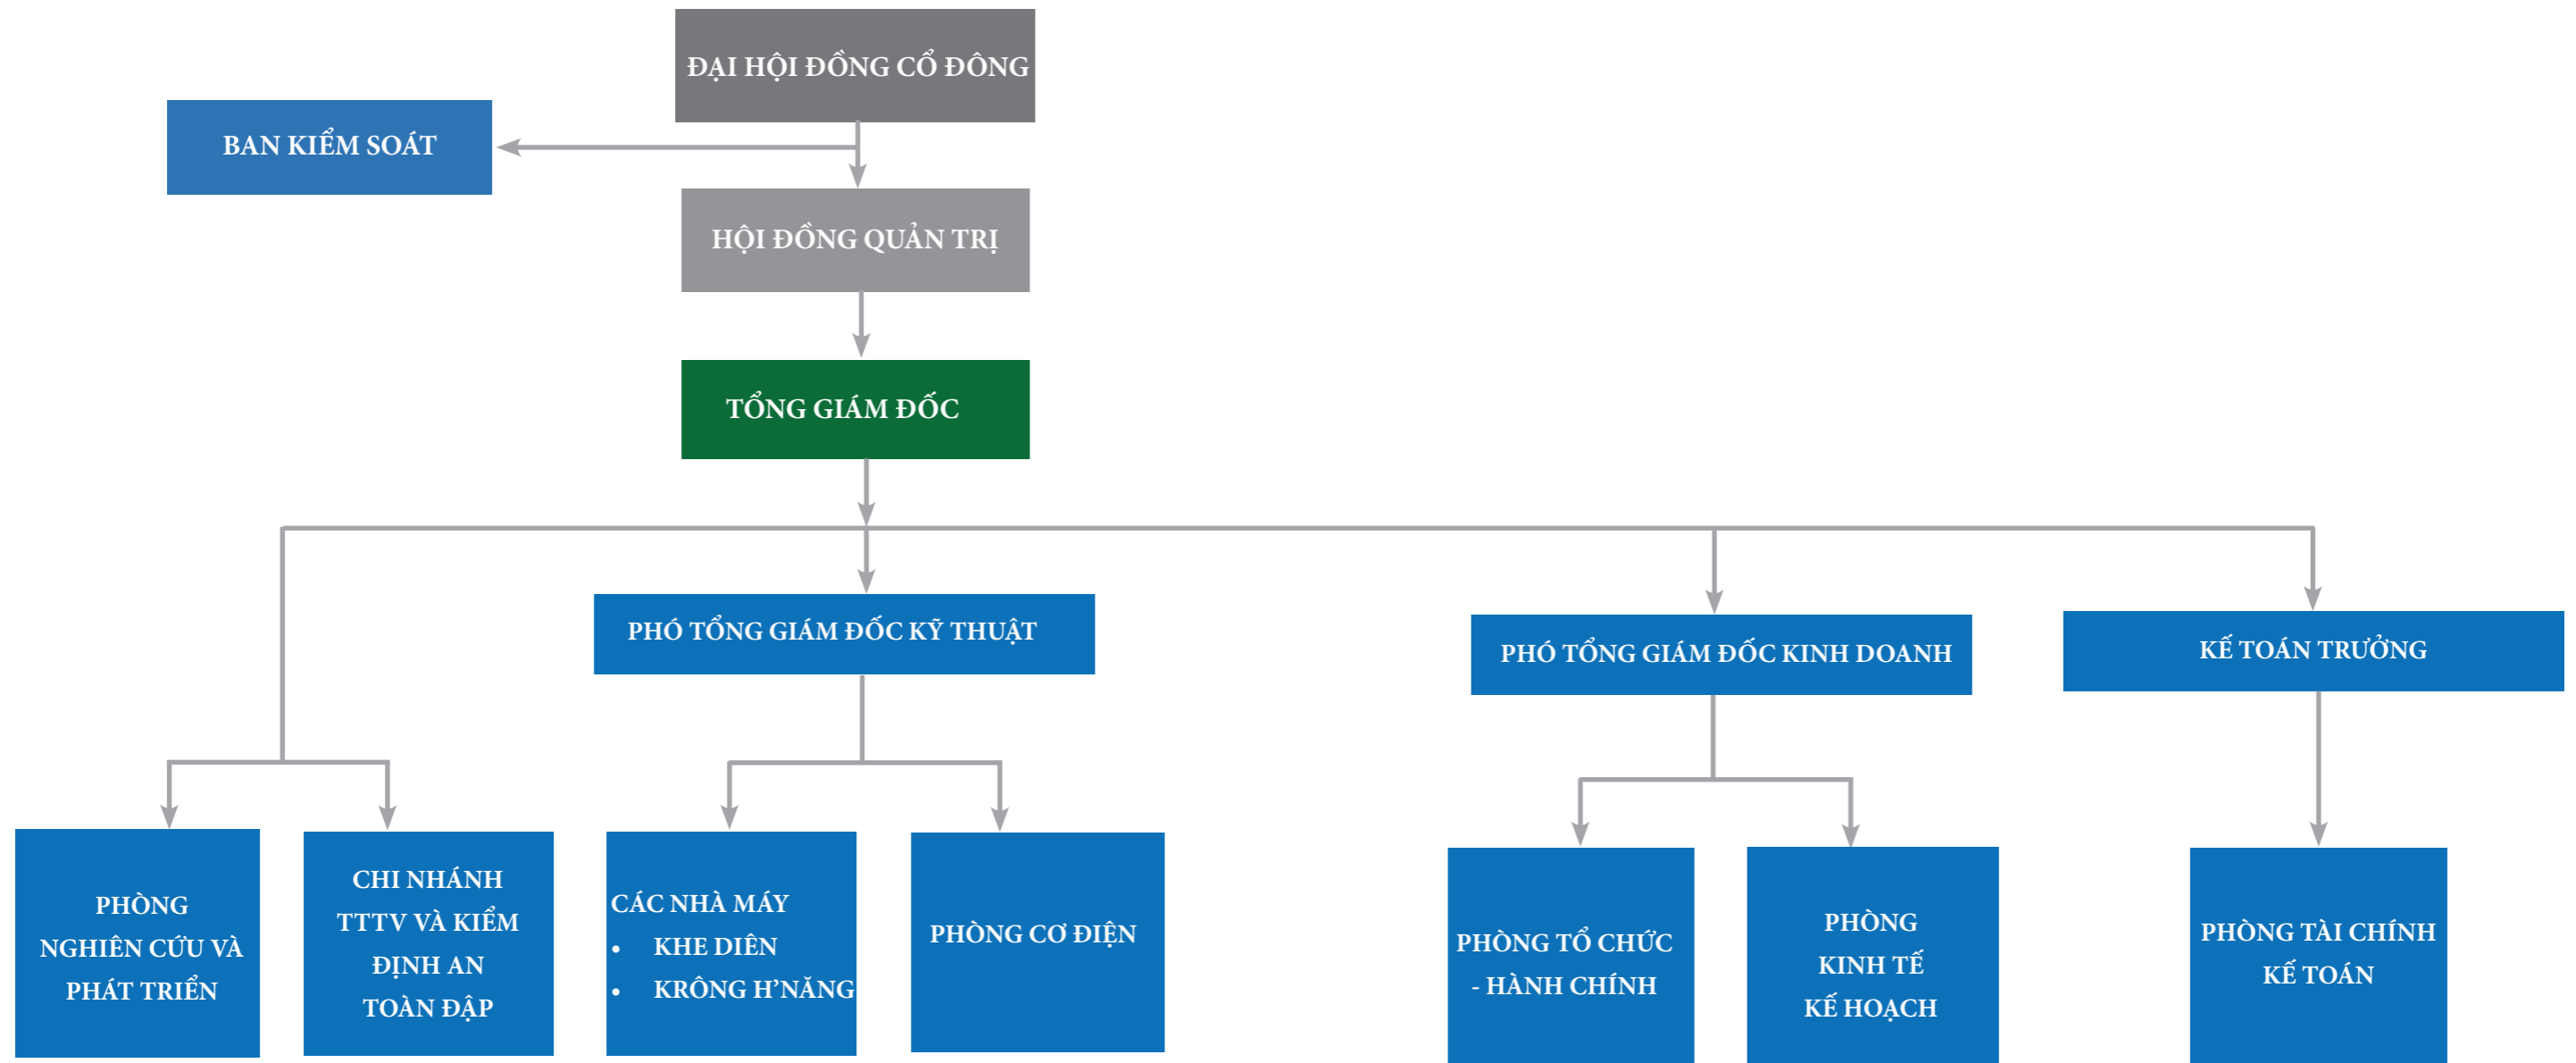 ĐẠI HỘI ĐỒNG CỔ ĐÔNG
BAN KIỂM SOÁT
HỘI ĐỒNG QUẢN TRỊ
TỔNG GIÁM ĐỐC
PHÓ TỔNG GIÁM ĐỐC KỸ THUẬT
PHÓ TỔNG GIÁM ĐỐC KINH DOANH
KẾ TOÁN TRƯỞNG
PHÒNG
NGHIÊN CỨU VÀ
PHÁT TRIỂN
CHI NHÁNH
TTTV VÀ KIỂM
ĐỊNH AN
TOÀN ĐẬP
CÁC NHÀ MÁY
• KHE DIÊN
• KRÔNG H’NĂNG
PHÒNG CƠ ĐIỆN
PHÒNG TỔ CHỨC
- HÀNH CHÍNH
PHÒNG
KINH TẾ
KẾ HOẠCH
PHÒNG TÀI CHÍNH
KẾ TOÁN